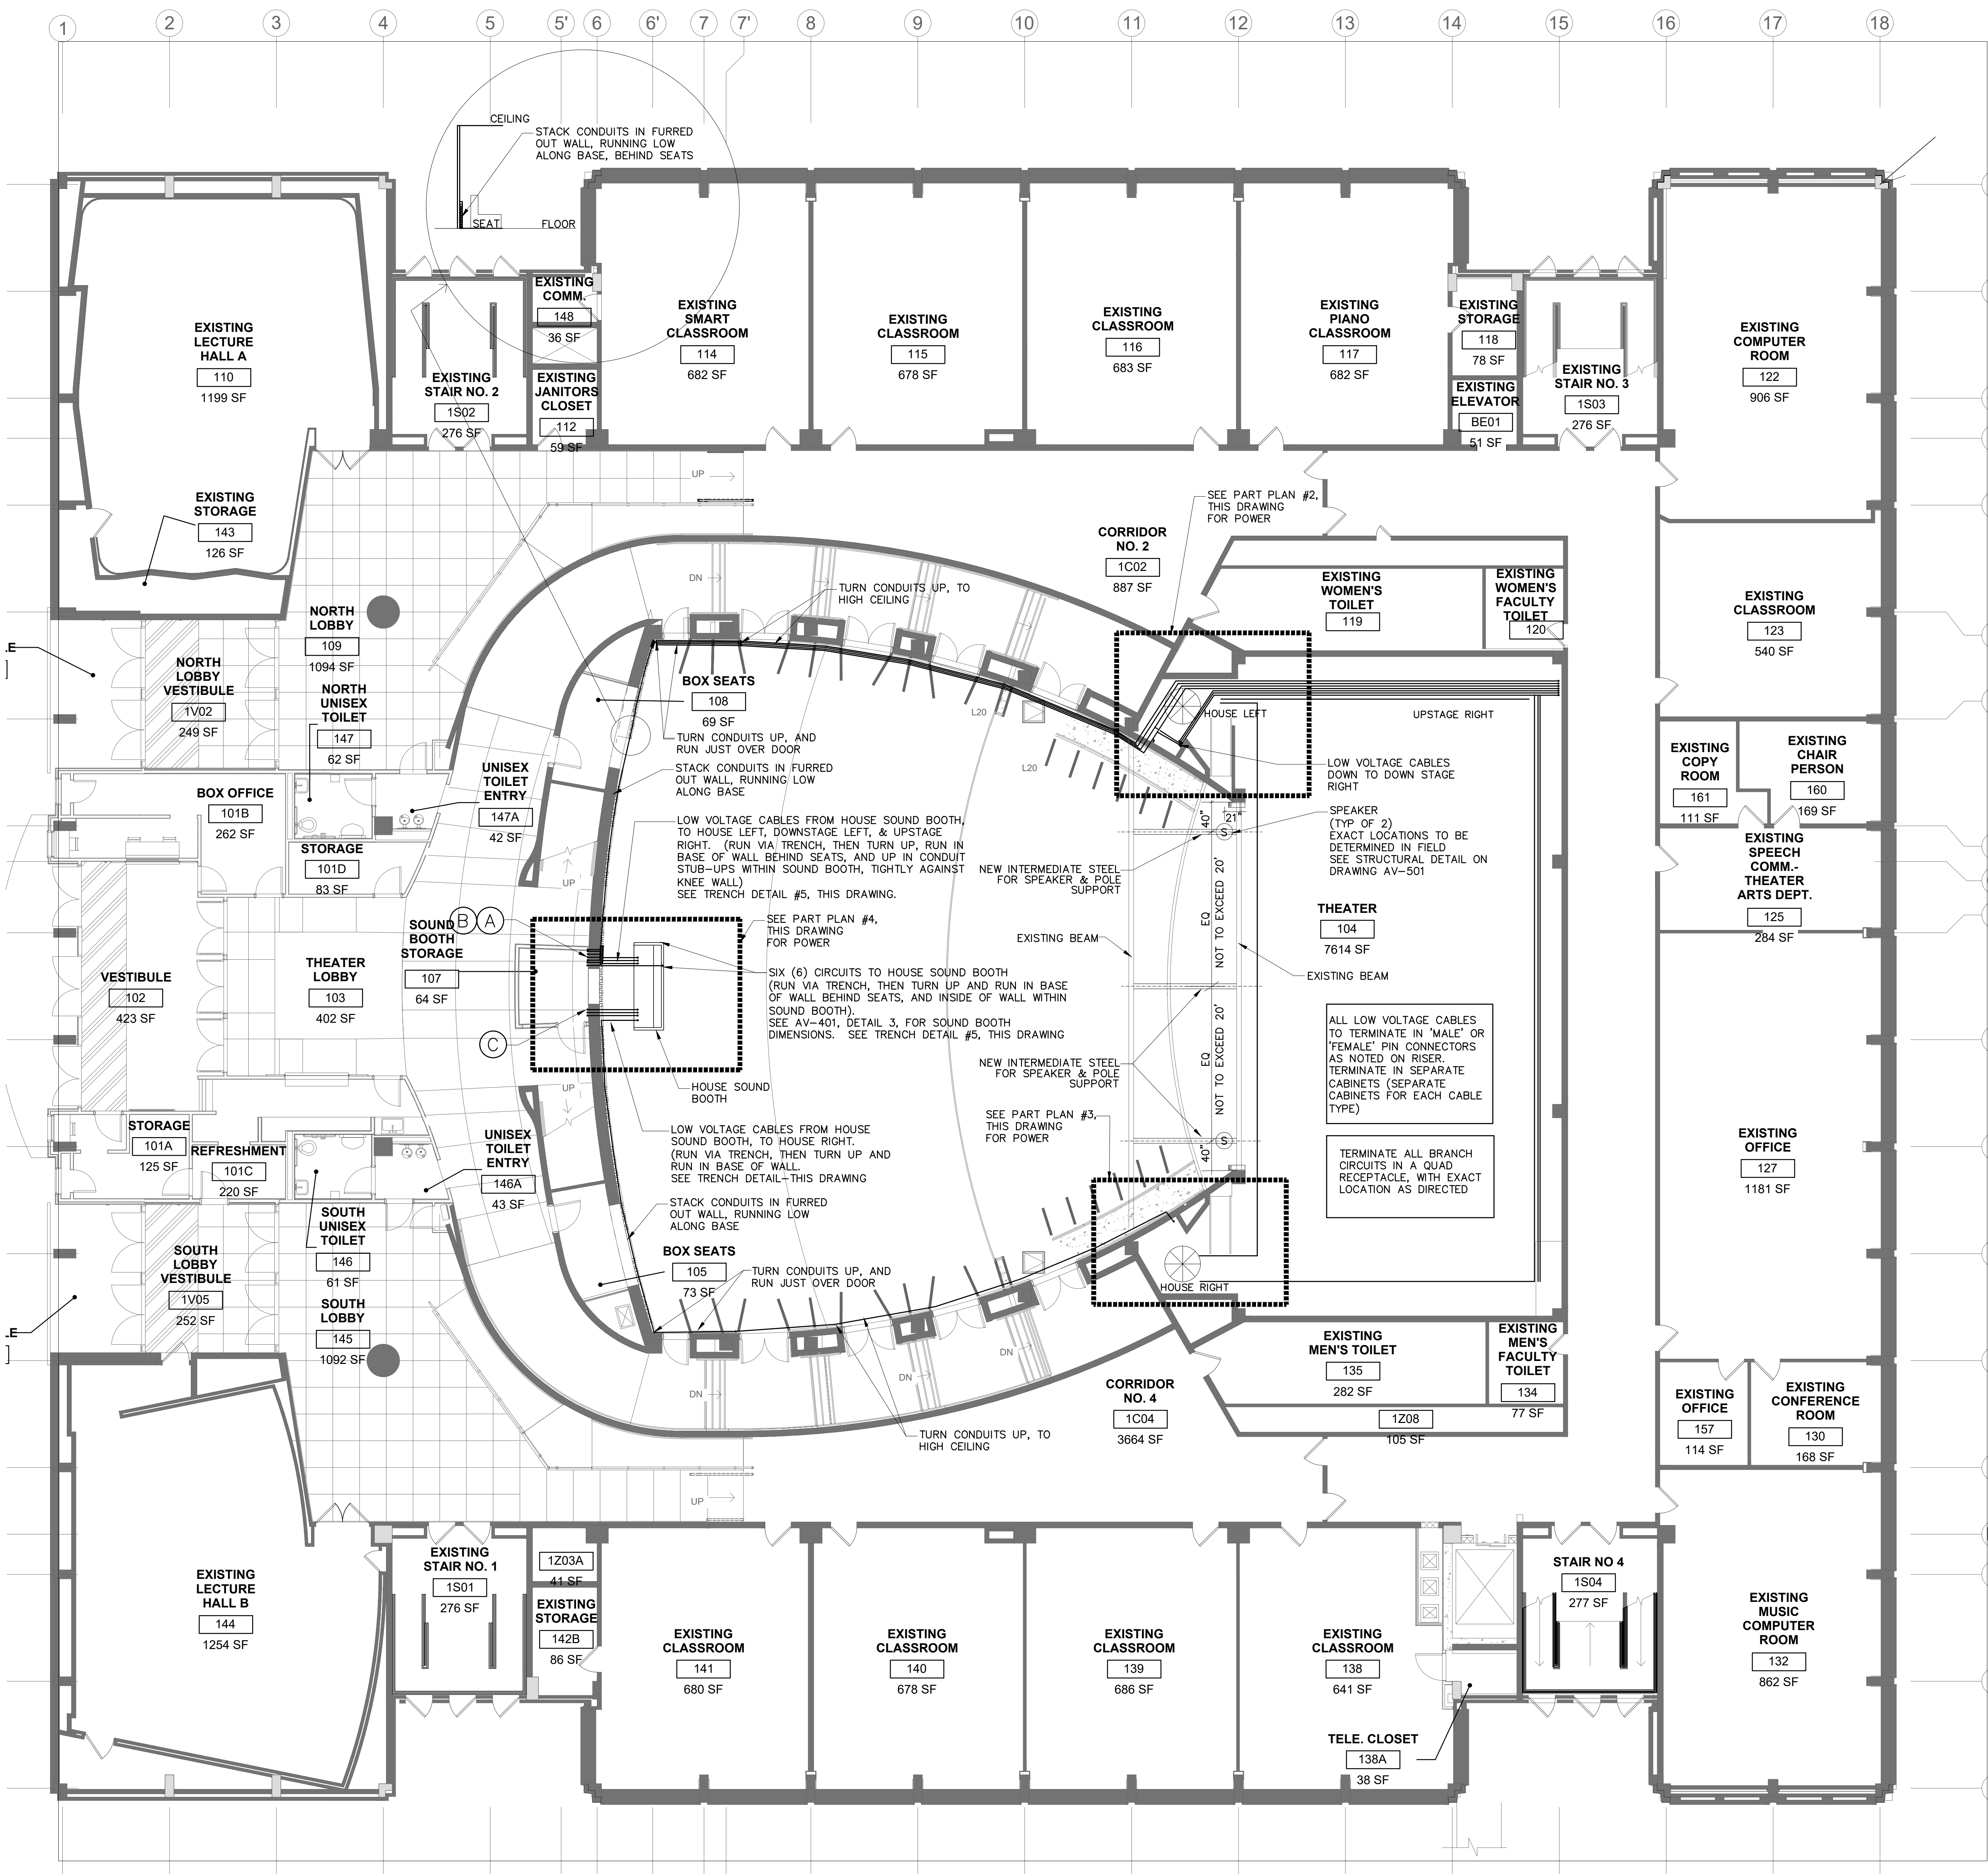 1
2
3
4
5
5'
6
6'
7
7'
8
9
10
11
12
13
14
15
16
17
18
CEILING
STACK CONDUITS IN FURRED
OUT WALL, RUNNING LOW
ALONG BASE, BEHIND SEATS
SEAT
FLOOR
EXISTING
LECTURE
HALL A
110
1199 SF
EXISTING
STAIR NO. 2
1S02
276 SF
EXISTING
COMM.
148
36 SF
EXISTING
JANITORS
CLOSET
112
59 SF
EXISTING
SMART
CLASSROOM
114
682 SF
EXISTING
CLASSROOM
115
678 SF
EXISTING
CLASSROOM
116
683 SF
EXISTING
PIANO
CLASSROOM
117
682 SF
EXISTING
STORAGE
118
78 SF
EXISTING
ELEVATOR
BE01
51 SF
EXISTING
STAIR NO. 3
1S03
276 SF
EXISTING
COMPUTER
ROOM
122
906 SF
EXISTING
STORAGE
143
126 SF
UP
SEE PART PLAN #2,
THIS DRAWING
FOR POWER
CORRIDOR
NO. 2
1C02
887 SF
DN
TURN CONDUITS UP, TO
HIGH CEILING
EXISTING
WOMEN'S
TOILET
119
EXISTING
WOMEN'S
FACULTY
TOILET
120
EXISTING
CLASSROOM
123
540 SF
NORTH
LOBBY
109
1094 SF
LE
NORTH
LOBBY
VESTIBULE
1V02
249 SF
NORTH
UNISEX
TOILET
147
62 SF
BOX SEATS
108
69 SF
TURN CONDUITS UP, AND
RUN JUST OVER DOOR
L20
L20
HOUSE LEFT
UPSTAGE RIGHT
EXISTING
COPY
ROOM
161
111 SF
EXISTING
CHAIR
PERSON
160
169 SF
BOX OFFICE
101B
262 SF
UNISEX
TOILET
ENTRY
147A
42 SF
STACK CONDUITS IN FURRED
OUT WALL, RUNNING LOW
ALONG BASE
LOW VOLTAGE CABLES
DOWN TO DOWN STAGE
RIGHT
STORAGE
101D
83 SF
UP
LOW VOLTAGE CABLES FROM HOUSE SOUND BOOTH,
TO HOUSE LEFT, DOWNSTAGE LEFT, & UPSTAGE
RIGHT. (RUN VIA TRENCH, THEN TURN UP, RUN IN
BASE OF WALL BEHIND SEATS, AND UP IN CONDUIT
STUB-UPS WITHIN SOUND BOOTH, TIGHTLY AGAINST
KNEE WALL)
SEE TRENCH DETAIL #5, THIS DRAWING.
40"
21"
S
SPEAKER
(TYP OF 2)
EXACT LOCATIONS TO BE
DETERMINED IN FIELD
SEE STRUCTURAL DETAIL ON
DRAWING AV-501
NEW INTERMEDIATE STEEL
FOR SPEAKER & POLE
SUPPORT
EXISTING
SPEECH
COMM.-
THEATER
ARTS DEPT.
125
284 SF
B
A
SOUND
BOOTH
STORAGE
107
64 SF
SEE PART PLAN #4,
THIS DRAWING
FOR POWER
EXISTING BEAM
EQ
NOT TO EXCEED 20'
THEATER
104
7614 SF
EXISTING BEAM
VESTIBULE
102
423 SF
THEATER
LOBBY
103
402 SF
SIX (6) CIRCUITS TO HOUSE SOUND BOOTH
(RUN VIA TRENCH, THEN TURN UP AND RUN IN BASE
OF WALL BEHIND SEATS, AND INSIDE OF WALL WITHIN
SOUND BOOTH).
SEE AV-401, DETAIL 3, FOR SOUND BOOTH
DIMENSIONS. SEE TRENCH DETAIL #5, THIS DRAWING
C
ALL LOW VOLTAGE CABLES
TO TERMINATE IN 'MALE' OR
'FEMALE' PIN CONNECTORS
AS NOTED ON RISER.
TERMINATE IN SEPARATE
CABINETS (SEPARATE
CABINETS FOR EACH CABLE
TYPE)
NEW INTERMEDIATE STEEL
FOR SPEAKER & POLE
SUPPORT
EQ
NOT TO EXCEED 20'
HOUSE SOUND
BOOTH
UP
SEE PART PLAN #3,
THIS DRAWING
FOR POWER
S
40"
STORAGE
101A
125 SF
REFRESHMENT
101C
220 SF
UNISEX
TOILET
ENTRY
146A
43 SF
LOW VOLTAGE CABLES FROM HOUSE
SOUND BOOTH, TO HOUSE RIGHT.
(RUN VIA TRENCH, THEN TURN UP AND
RUN IN BASE OF WALL.
SEE TRENCH DETAIL-THIS DRAWING
TERMINATE ALL BRANCH
CIRCUITS IN A QUAD
RECEPTACLE, WITH EXACT
LOCATION AS DIRECTED
EXISTING
OFFICE
127
1181 SF
STACK CONDUITS IN FURRED
OUT WALL, RUNNING LOW
ALONG BASE
SOUTH
UNISEX
TOILET
146
61 SF
SOUTH
LOBBY
VESTIBULE
1V05
252 SF
LE
BOX SEATS
105
73 SF
TURN CONDUITS UP, AND
RUN JUST OVER DOOR
HOUSE RIGHT
SOUTH
LOBBY
145
1092 SF
DN
DN
DN
EXISTING
MEN'S TOILET
135
282 SF
EXISTING
MEN'S
FACULTY
TOILET
134
77 SF
CORRIDOR
NO. 4
1C04
3664 SF
TURN CONDUITS UP, TO
HIGH CEILING
1Z08
105 SF
EXISTING
OFFICE
157
114 SF
EXISTING
CONFERENCE
ROOM
130
168 SF
UP
EXISTING
LECTURE
HALL B
144
1254 SF
EXISTING
STAIR NO. 1
1S01
276 SF
1Z03A
41 SF
EXISTING
STORAGE
142B
86 SF
EXISTING
CLASSROOM
141
680 SF
EXISTING
CLASSROOM
140
678 SF
EXISTING
CLASSROOM
139
686 SF
EXISTING
CLASSROOM
138
641 SF
STAIR NO 4
1S04
277 SF
EXISTING
MUSIC
COMPUTER
ROOM
132
862 SF
TELE. CLOSET
138A
38 SF